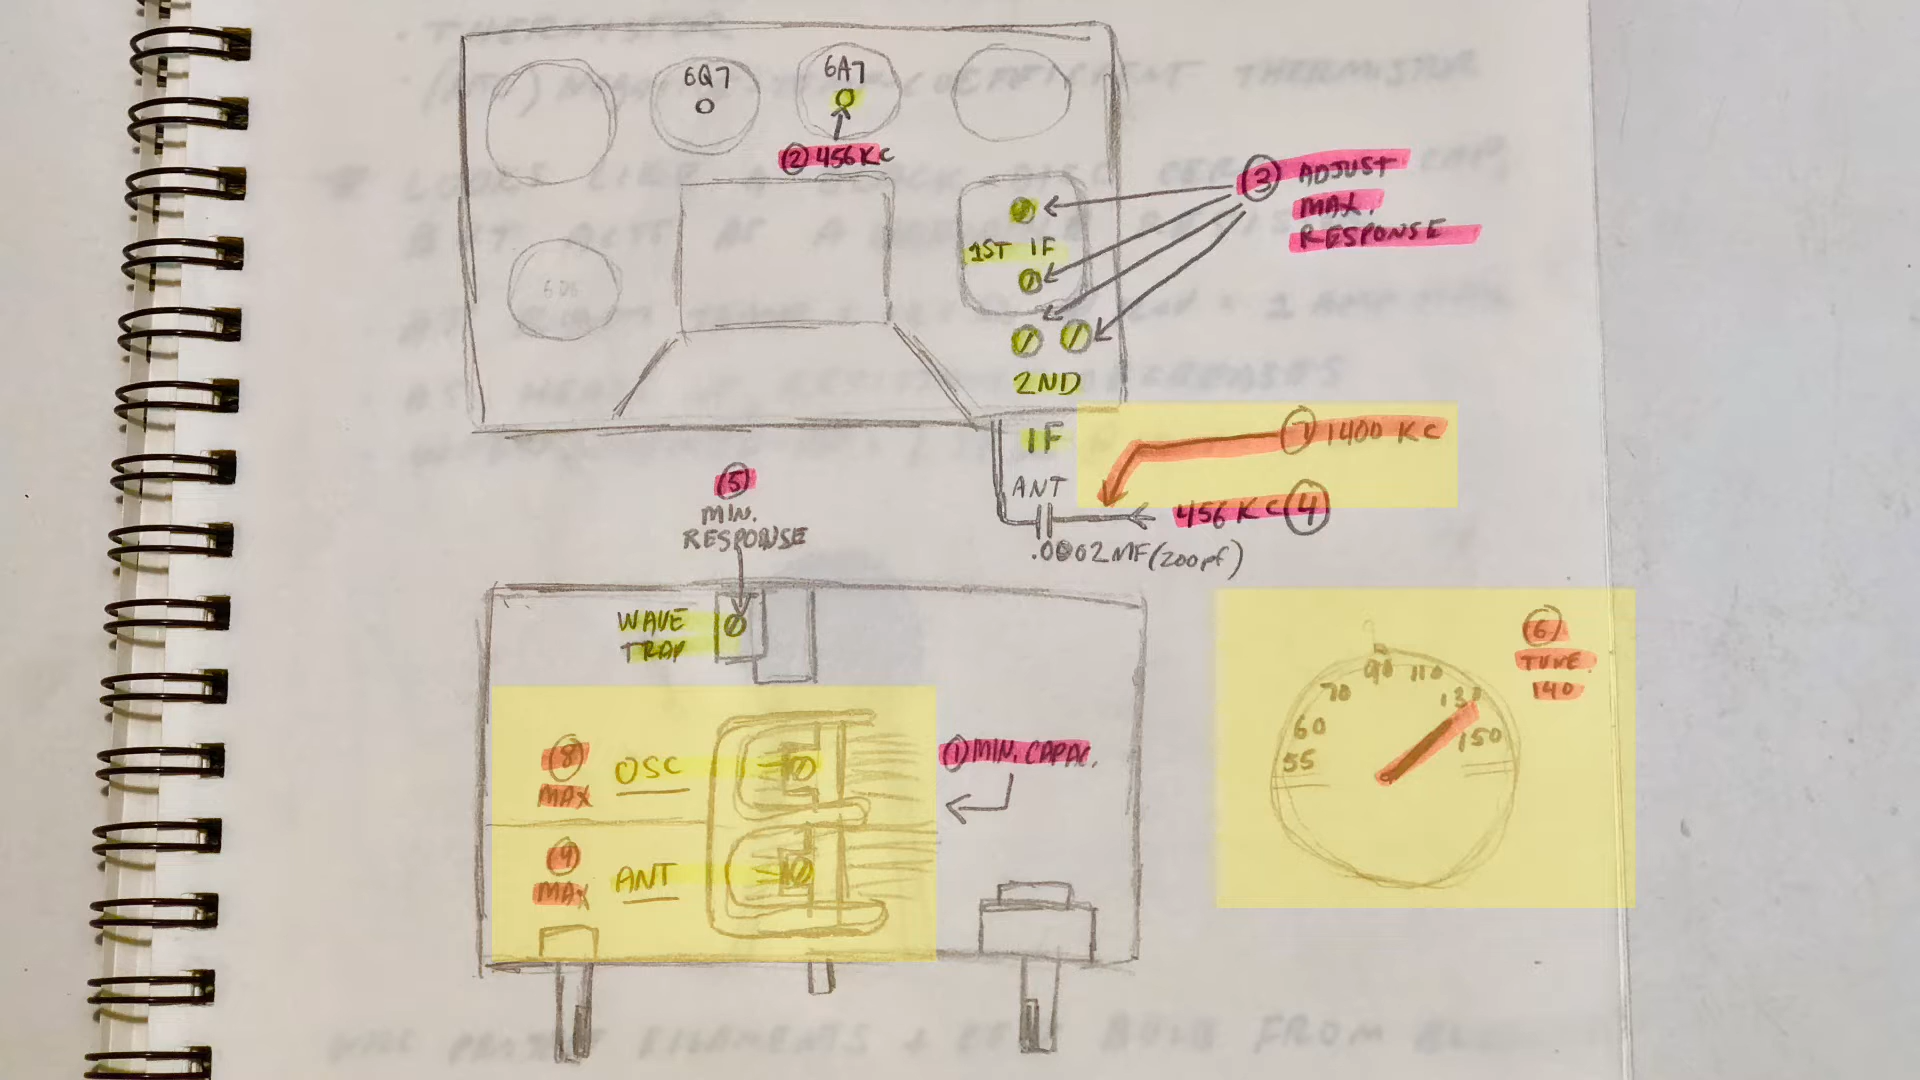 6Q7
6A7
② 456 KC
③ ADJUST
MAX.
RESPONSE
1ST IF
6D6
2ND
IF
⑦ 1400 KC
ANT
456 KC ④
.0002MF(200pf)
⑤
MIN.
RESPONSE
WAVE
TRAP
① MIN. CAPAC.
⑧
MAX
OSC
⑨
MAX
ANT
⑥
TUNE
140
55
60
70
90
110
130
150